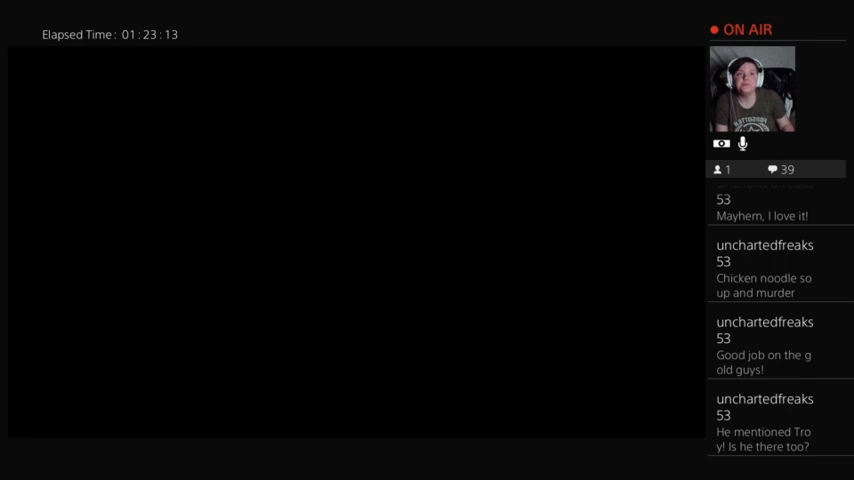 Elapsed Time: 01:23:13
ON AIR
1
39
53
Mayhem, I love it!
unchartedfreaks
53
Chicken noodle so
up and murder
unchartedfreaks
53
Good job on the g
old guys!
unchartedfreaks
53
He mentioned Tro
y! Is he there too?